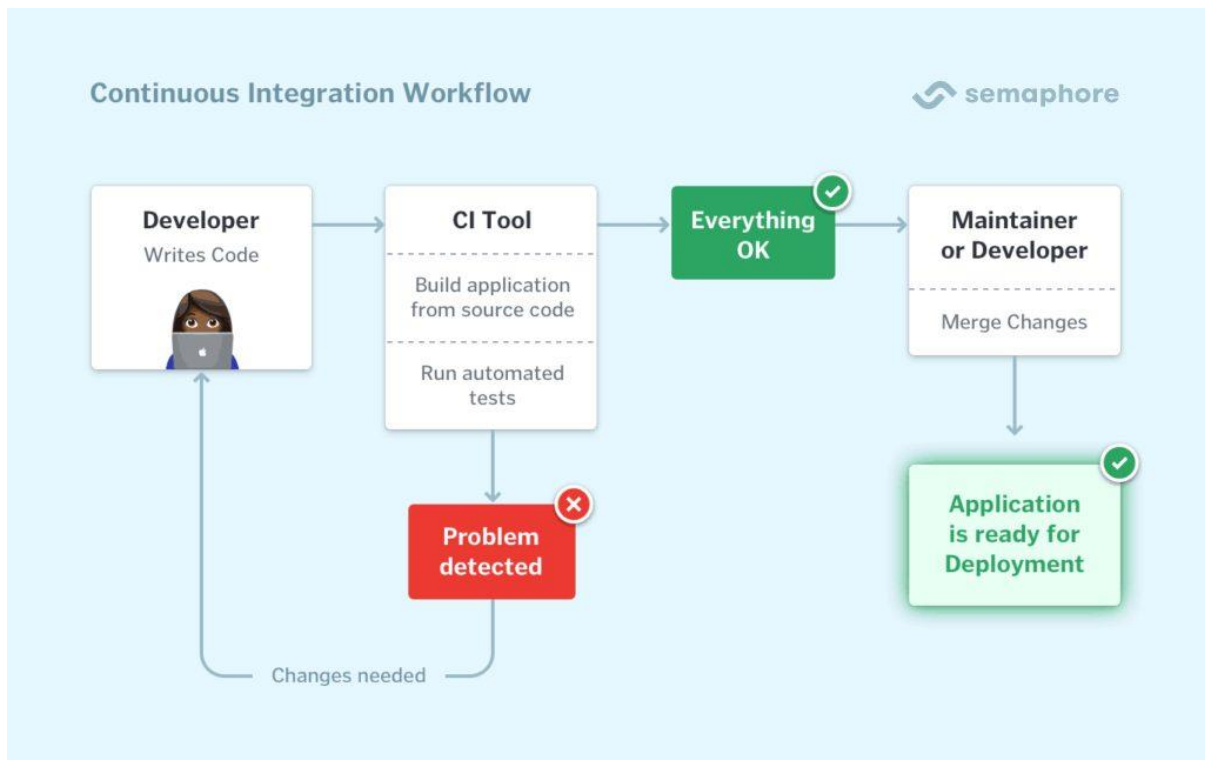 Continuous Integration Workflow
semaphore
Developer
Writes Code
CI Tool
Build application
from source code
Run automated
tests
Everything
OK
Maintainer
or Developer
Merge Changes
Problem
detected
Application
is ready for
Deployment
Changes needed